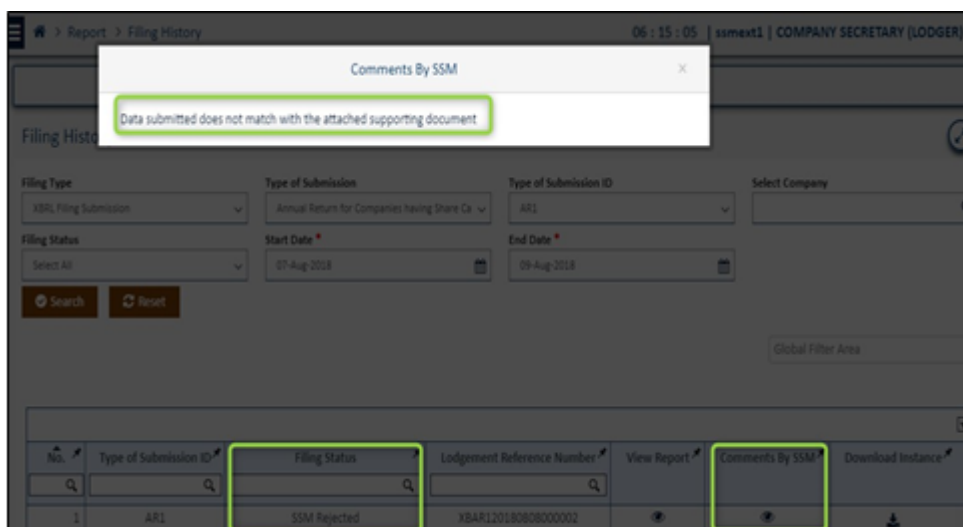 > Report > Filing History
06 : 15 : 05 | ssmext1 | COMPANY SECRETARY (LODGER)
Comments By SSM
×
Data submitted does not match with the attached supporting document
Filing Histo
Filing Type
Type of Submission
Type of Submission ID
Select Company
XBRL Filing Submission
Annual Return for Companies having Share Ca
AR1
Filing Status
Start Date *
End Date *
Select All
07-Aug-2018
09-Aug-2018
Search
Reset
Global Filter Area
No.
Type of Submission ID
Filing Status
Lodgement Reference Number
View Report
Comments By SSM
Download Instance
1
AR1
SSM Rejected
XBAR120180808000002